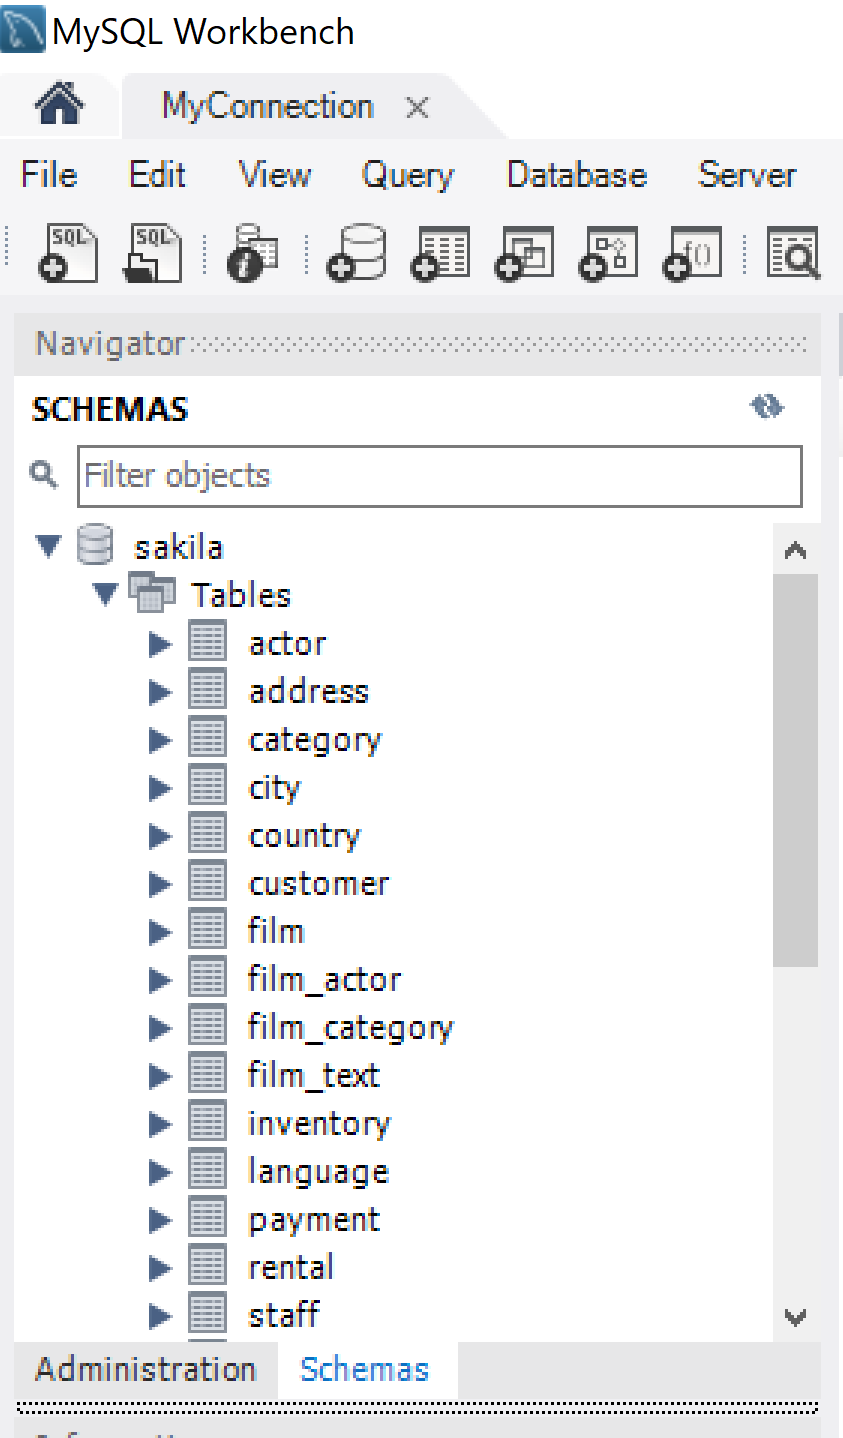 MySQL Workbench
MyConnection
File Edit View Query Database Server
SQL SQL f()
Navigator
SCHEMAS
Filter objects
sakila
Tables
actor
address
category
city
country
customer
film
film_actor
film_category
film_text
inventory
language
payment
rental
staff
Administration Schemas